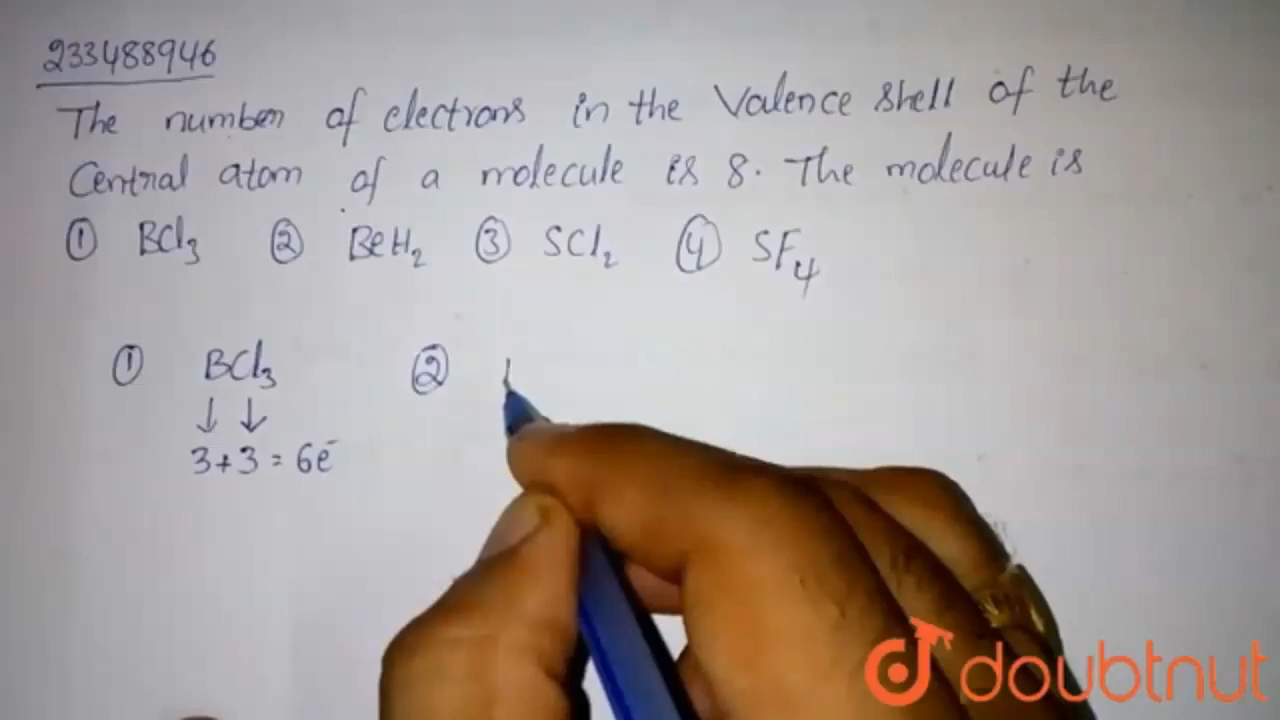 233488946
The number of electrons in the Valence shell of the
Central atom of a molecule is 8. The molecule is
① BCl₃ ② BeH₂ ③ SCl₂ ④ SF₄
① BCl₃ ②
↓ ↓
3+3 = 6e⁻
doubtnut